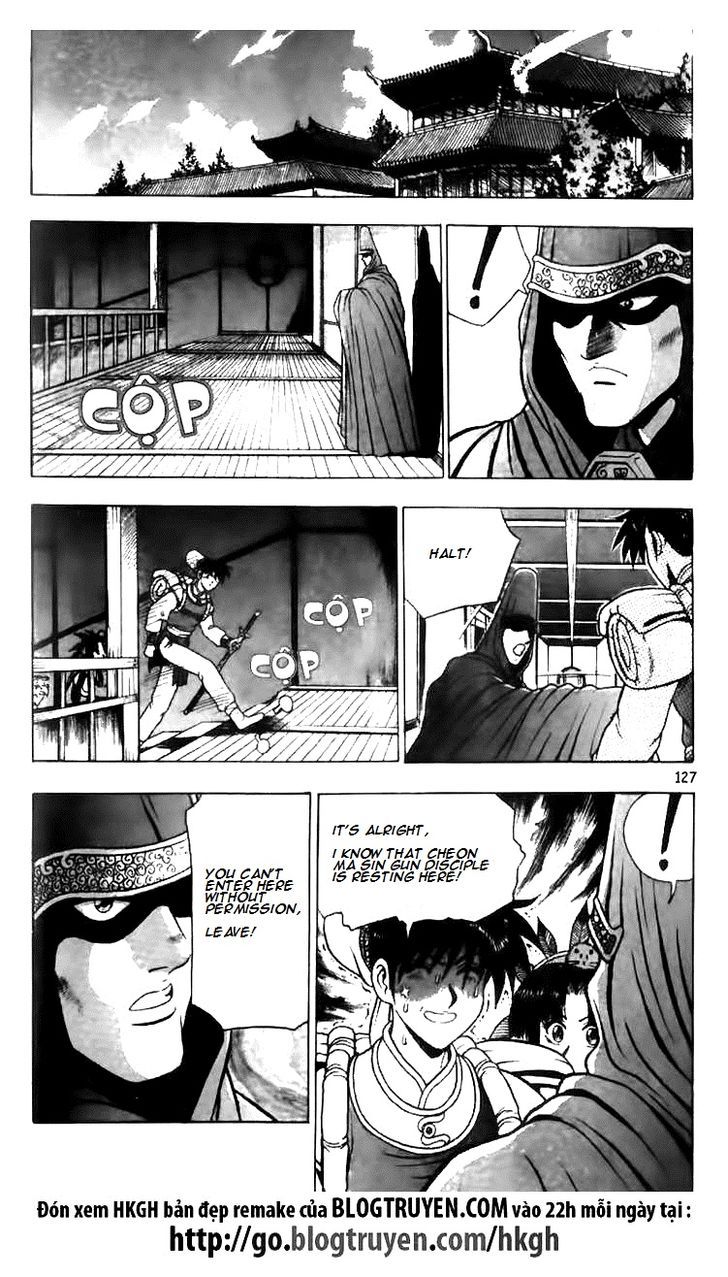 CỘP
!
CỘP
CỘP
HALT!
127
YOU CAN'T
ENTER HERE
WITHOUT
PERMISSION,
LEAVE!
IT'S ALRIGHT,
I KNOW THAT CHEON
MA SIN GUN DISCIPLE
IS RESTING HERE!
!
Đón xem HKGH bản đẹp remake của BLOGTRUYEN.COM vào 22h mỗi ngày tại :
http://go.blogtruyen.com/hkgh